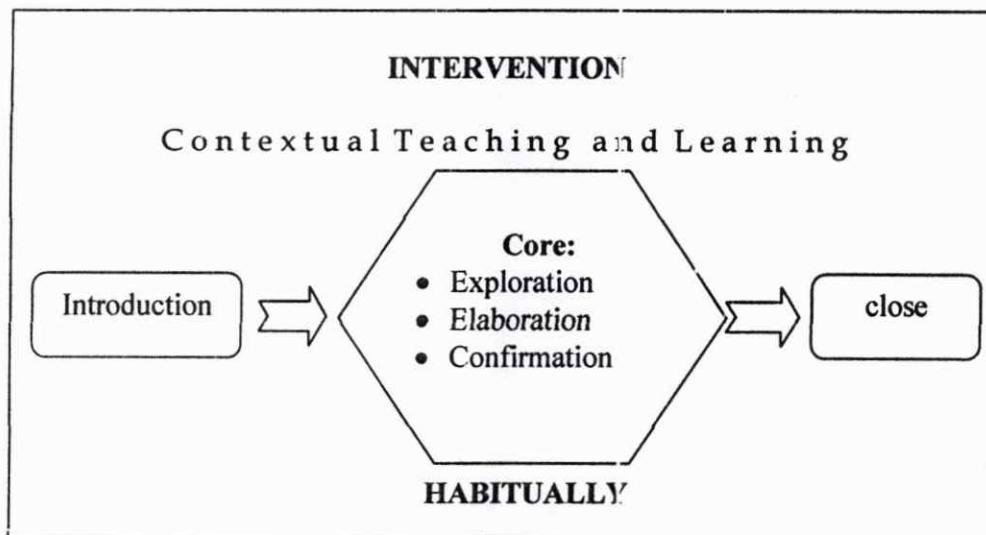 INTERVENTION
Contextual Teaching and Learning
Introduction
Core:
• Exploration
• Elaboration
• Confirmation
close
HABITUALLY